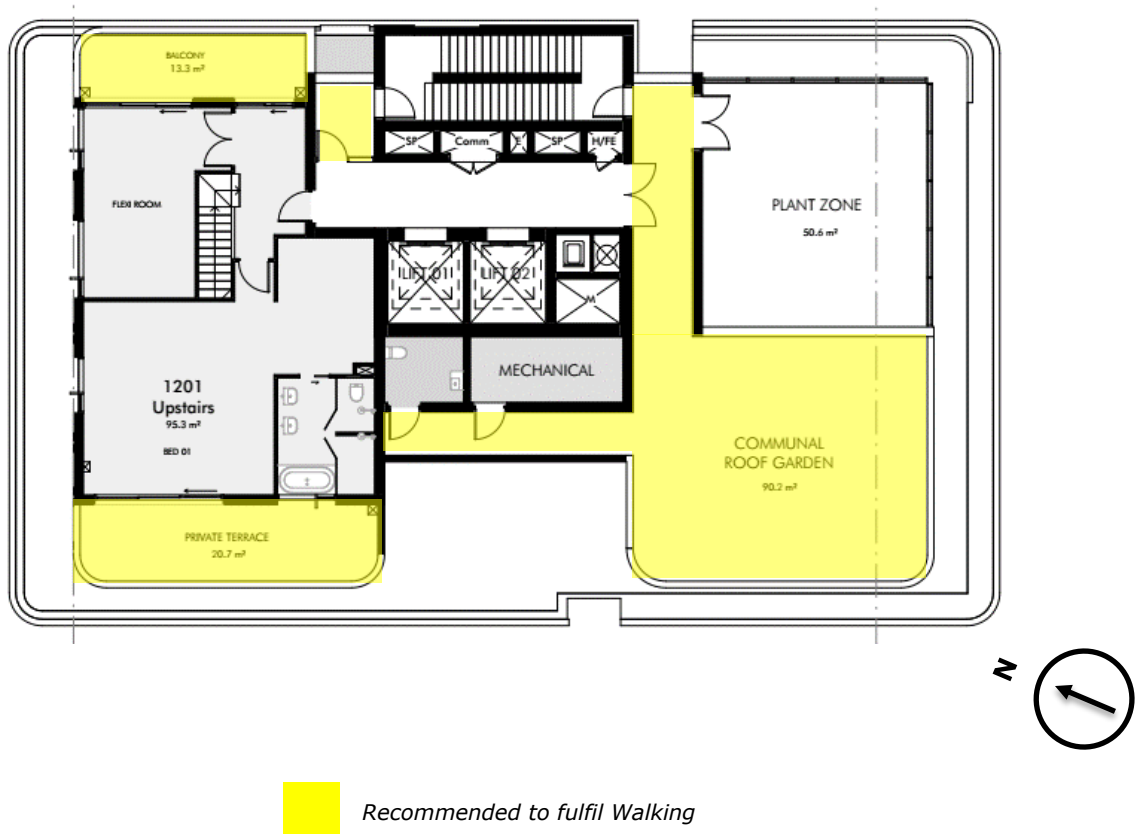 BALCONY
13.3 m²
SP
Comm
E
SP
H/FE
FLEXI ROOM
PLANT ZONE
50.6 m²
LIFT 01
LIFT 02
M
MECHANICAL
1201
Upstairs
95.3 m²
BED 01
COMMUNAL
ROOF GARDEN
90.2 m²
PRIVATE TERRACE
20.7 m²
N
Recommended to fulfil Walking